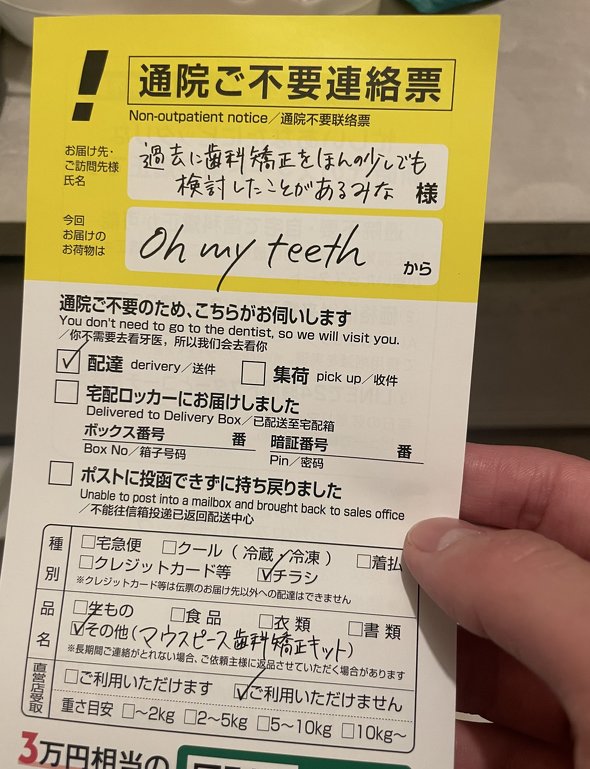 !
通院ご不要連絡票
Non-outpatient notice／通院不要联络票
お届け先・
ご訪問先様
氏名
過去に歯科矯正をほんの少しでも
検討したことがあるみな 様
今回
お届けの
お荷物は
Oh my teeth から
通院ご不要のため、こちらがお伺いします
You don't need to go to the dentist, so we will visit you.
／你不需要去看牙医，所以我们会去看你
配達 derivery／送件 集荷 pick up／收件
宅配ロッカーにお届けしました
Delivered to Delivery Box／已配送至宅配箱
ボックス番号 番 暗証番号 番
Box No／箱子号码 Pin／密码
ポストに投函できずに持ち戻りました
Unable to post into a mailbox and brought back to sales office
／不能往信箱投递已返回配送中心
種別
□宅急便 □クール（冷蔵・冷凍） □着払
□クレジットカード等 ☑チラシ
※クレジットカード等は伝票のお届け先以外への配達はできません
品名
□生もの □食品 □衣類 □書類
☑その他（マウスピース歯科矯正キット）
※長期間ご連絡がとれない場合、ご依頼主様に返品させていただく場合があります
直営店受取
□ご利用いただけます ☑ご利用いただけません
重さ目安 □〜2kg □2〜5kg □5〜10kg □10kg〜
3万円相当の